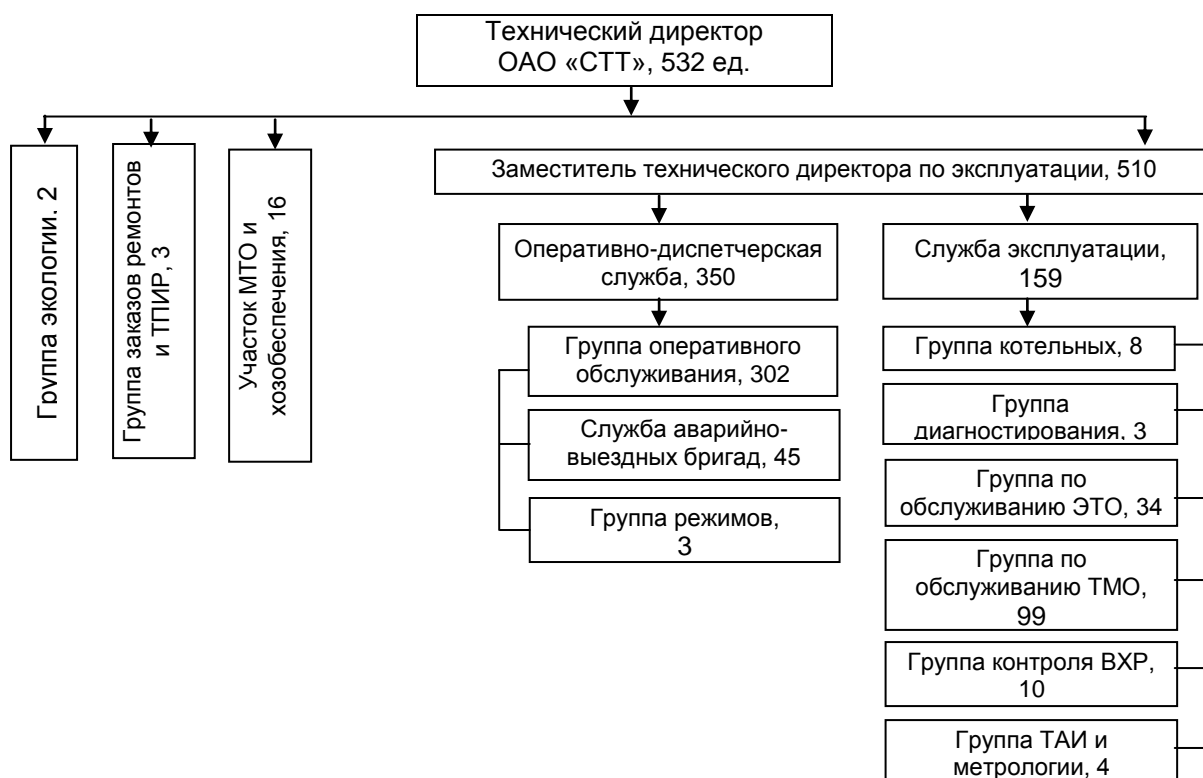 Технический директор
ОАО «СТТ», 532 ед.
Группа экологии. 2
Группа заказов ремонтов
и ТПИР, 3
Участок МТО и
хозобеспечения, 16
Заместитель технического директора по эксплуатации, 510
Оперативно-диспетчерская
служба, 350
Служба эксплуатации,
159
Группа оперативного
обслуживания, 302
Служба аварийно-
выездных бригад, 45
Группа режимов,
3
Группа котельных, 8
Группа
диагностирования, 3
Группа по
обслуживанию ЭТО, 34
Группа по
обслуживанию ТМО,
99
Группа контроля ВХР,
10
Группа ТАИ и
метрологии, 4